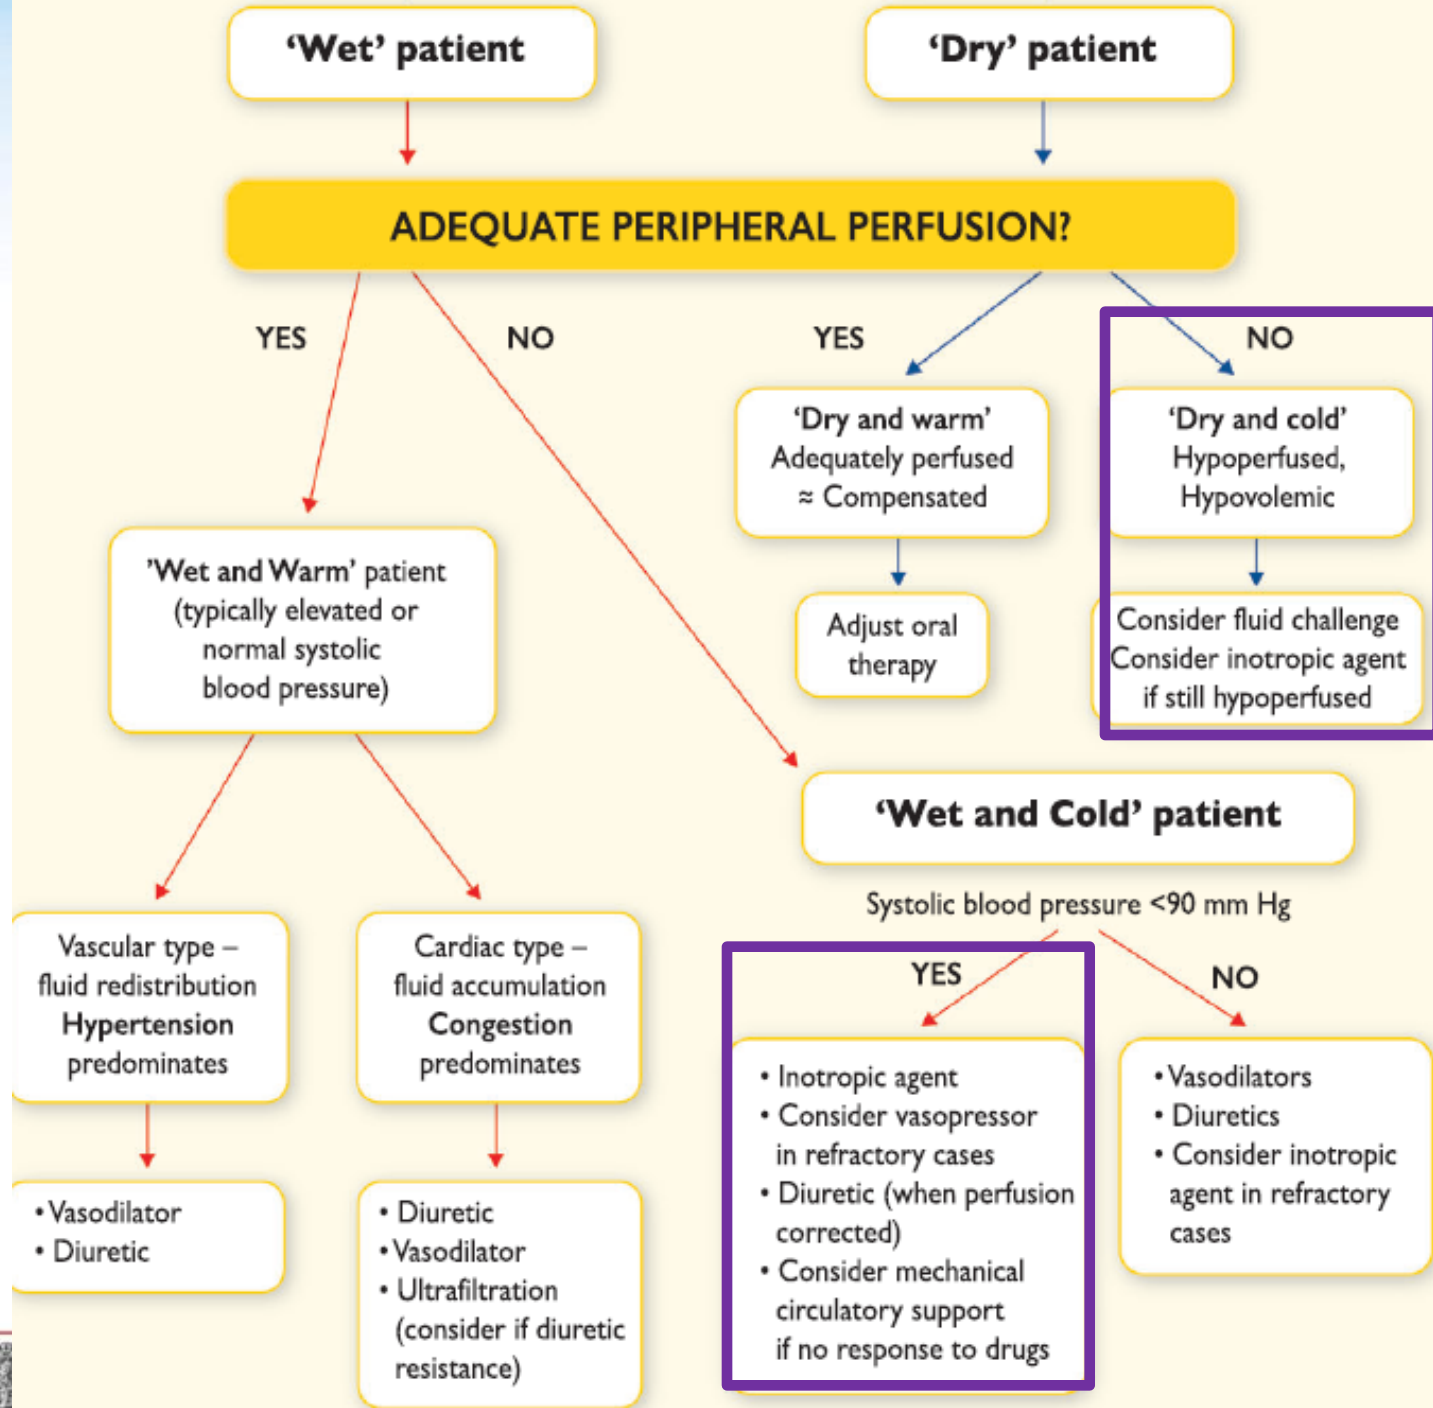 ‘Wet’ patient
‘Dry’ patient
ADEQUATE PERIPHERAL PERFUSION?
YES
NO
YES
NO
‘Dry and warm’
Adequately perfused
≈ Compensated
‘Dry and cold’
Hypoperfused,
Hypovolemic
’Wet and Warm’ patient
(typically elevated or
normal systolic
blood pressure)
Adjust oral
therapy
Consider fluid challenge
Consider inotropic agent
if still hypoperfused
‘Wet and Cold’ patient
Systolic blood pressure <90 mm Hg
YES
NO
Vascular type –
fluid redistribution
Hypertension
predominates
Cardiac type –
fluid accumulation
Congestion
predominates
• Vasodilator
• Diuretic
• Diuretic
• Vasodilator
• Ultrafiltration
(consider if diuretic
resistance)
• Inotropic agent
• Consider vasopressor
in refractory cases
• Diuretic (when perfusion
corrected)
• Consider mechanical
circulatory support
if no response to drugs
• Vasodilators
• Diuretics
• Consider inotropic
agent in refractory
cases